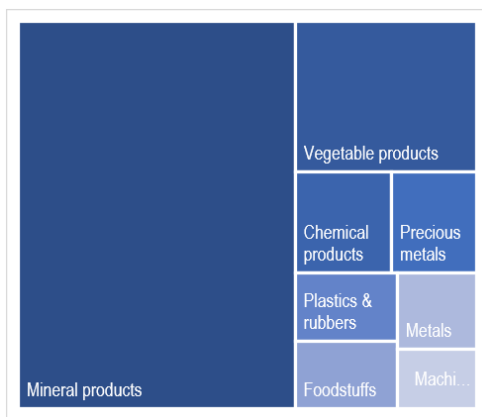 Vegetable products
Chemical
products
Precious
metals
Plastics &
rubbers
Metals
Mineral products
Foodstuffs
Machi...